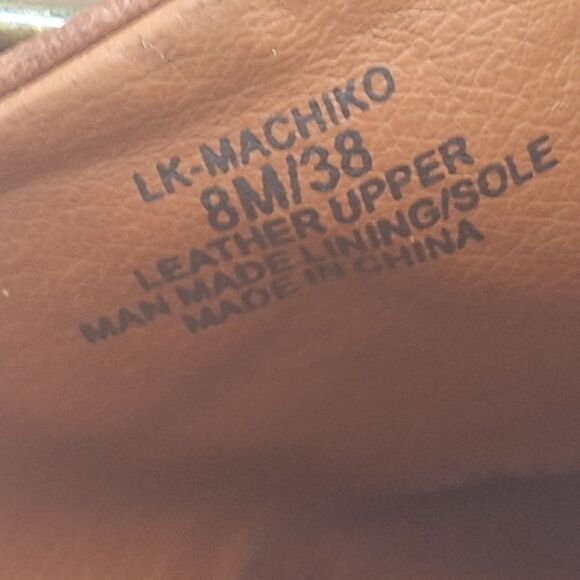 LK-MACHIKO
8M/38
LEATHER UPPER
MAN MADE LINING/SOLE
MADE IN CHINA